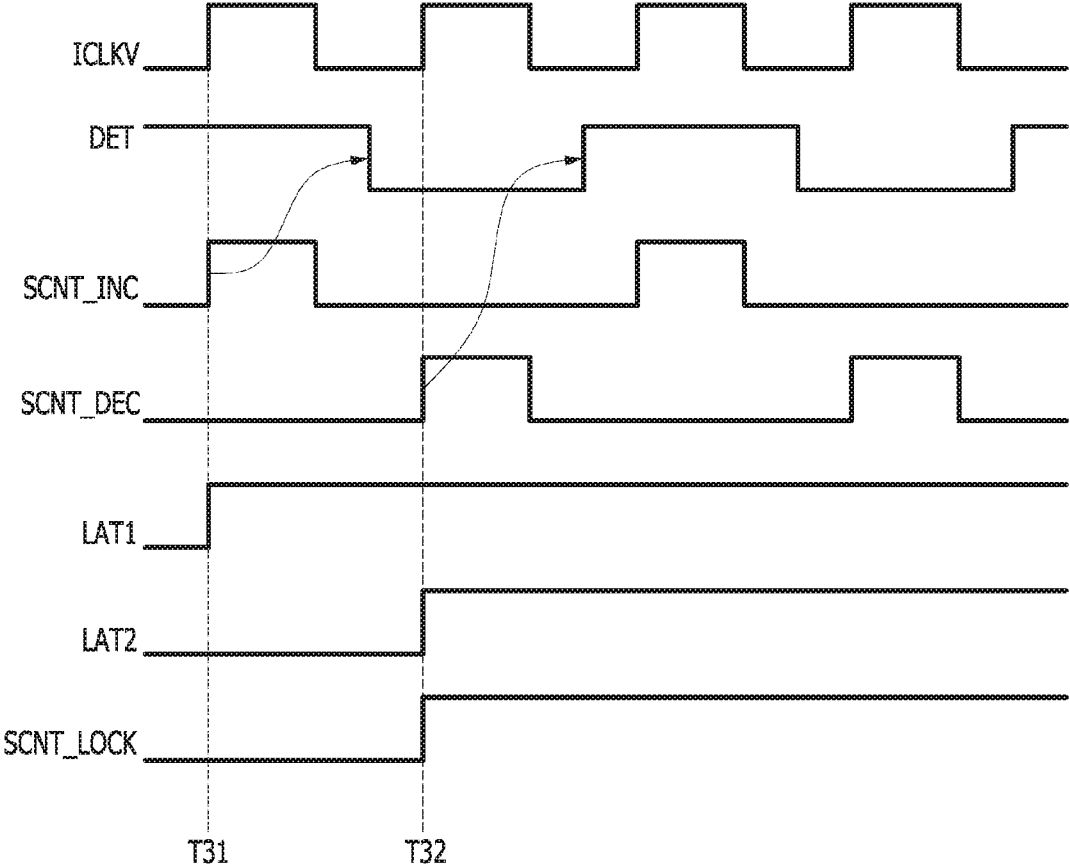 ICLKV
DET
SCNT_INC
SCNT_DEC
LAT1
LAT2
SCNT_LOCK
T31 T32